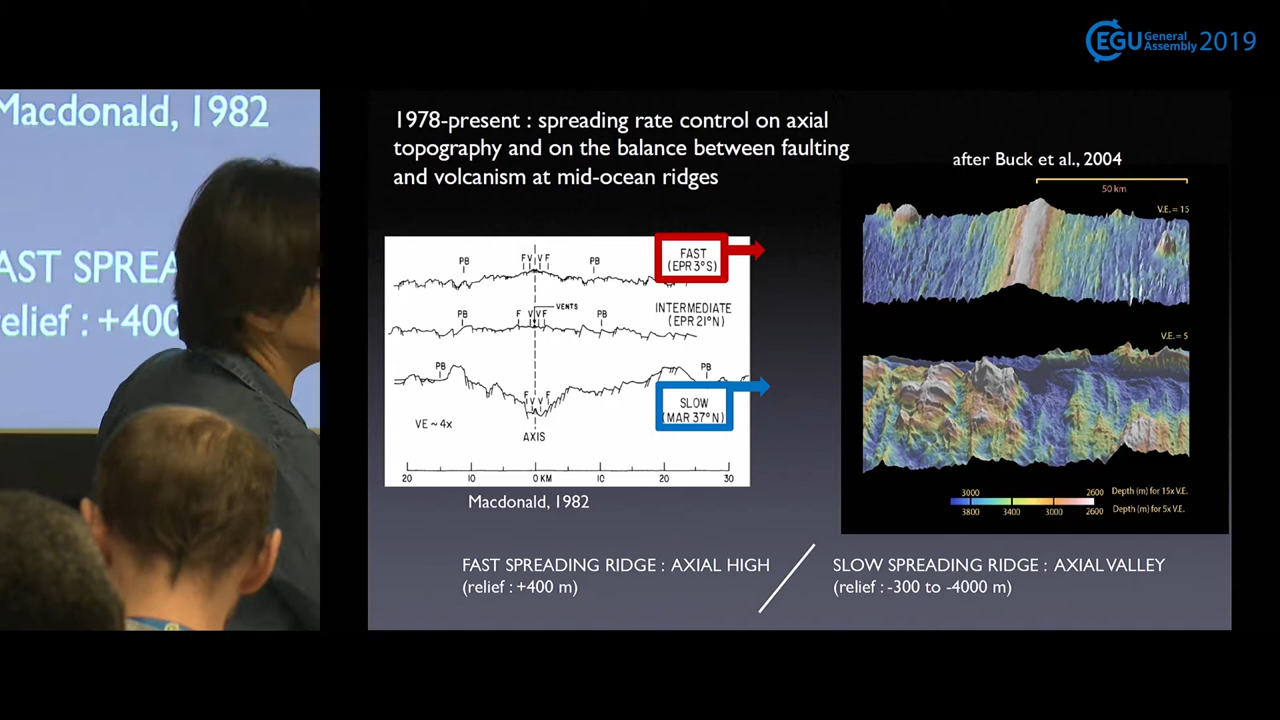 EGU General Assembly 2019
Macdonald, 1982
AST SPREA
elief : +400
1978-present : spreading rate control on axial
topography and on the balance between faulting
and volcanism at mid-ocean ridges
after Buck et al., 2004
50 km
V.E. = 15
V.E. = 5
3000 2600 Depth (m) for 15x V.E.
3800 3400 3000 2600 Depth (m) for 5x V.E.
PB F V V F PB
FAST
(EPR 3°S)
VENTS
PB F V V F PB
INTERMEDIATE
(EPR 21°N)
PB F V V F PB
SLOW
(MAR 37°N)
VE ~ 4x
AXIS
20 10 0 KM 10 20 30
Macdonald, 1982
FAST SPREADING RIDGE : AXIAL HIGH
(relief : +400 m)
SLOW SPREADING RIDGE : AXIAL VALLEY
(relief : -300 to -4000 m)